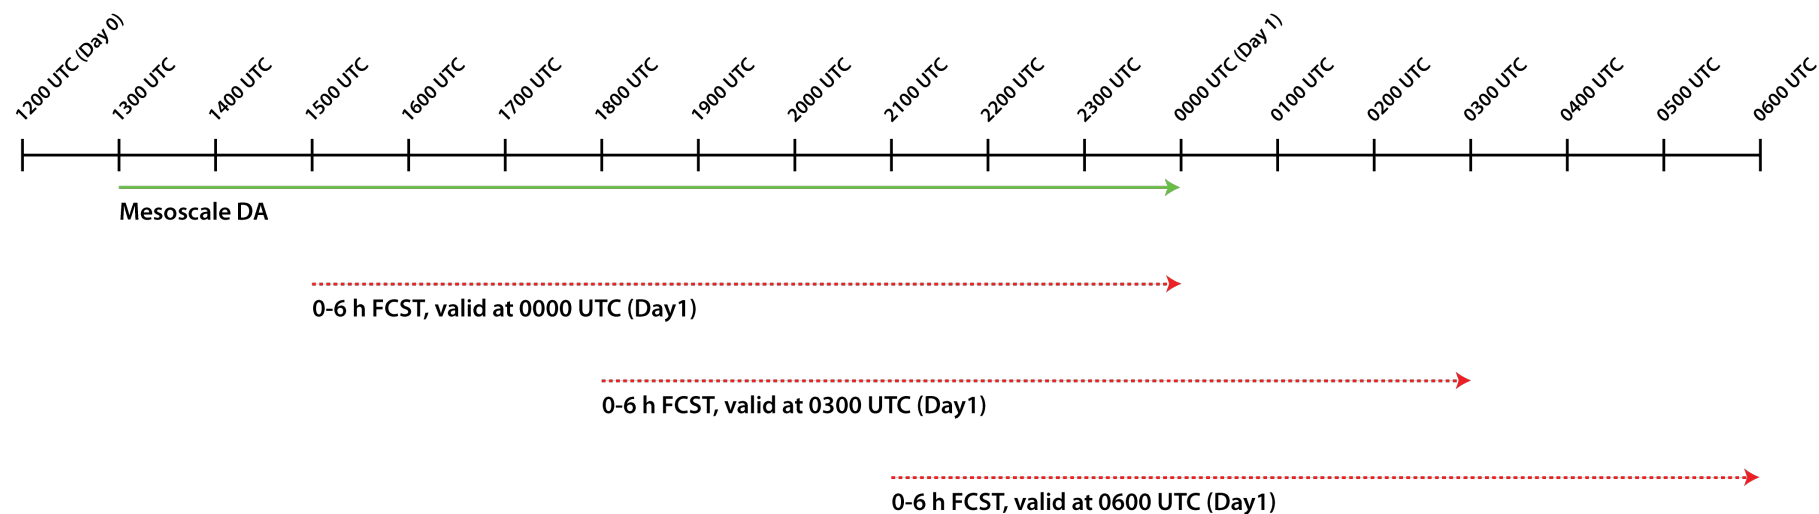 1200 UTC (Day 0)
1300 UTC
1400 UTC
1500 UTC
1600 UTC
1700 UTC
1800 UTC
1900 UTC
2000 UTC
2100 UTC
2200 UTC
2300 UTC
0000 UTC (Day 1)
0100 UTC
0200 UTC
0300 UTC
0400 UTC
0500 UTC
0600 UTC
Mesoscale DA
0-6 h FCST, valid at 0000 UTC (Day1)
0-6 h FCST, valid at 0300 UTC (Day1)
0-6 h FCST, valid at 0600 UTC (Day1)